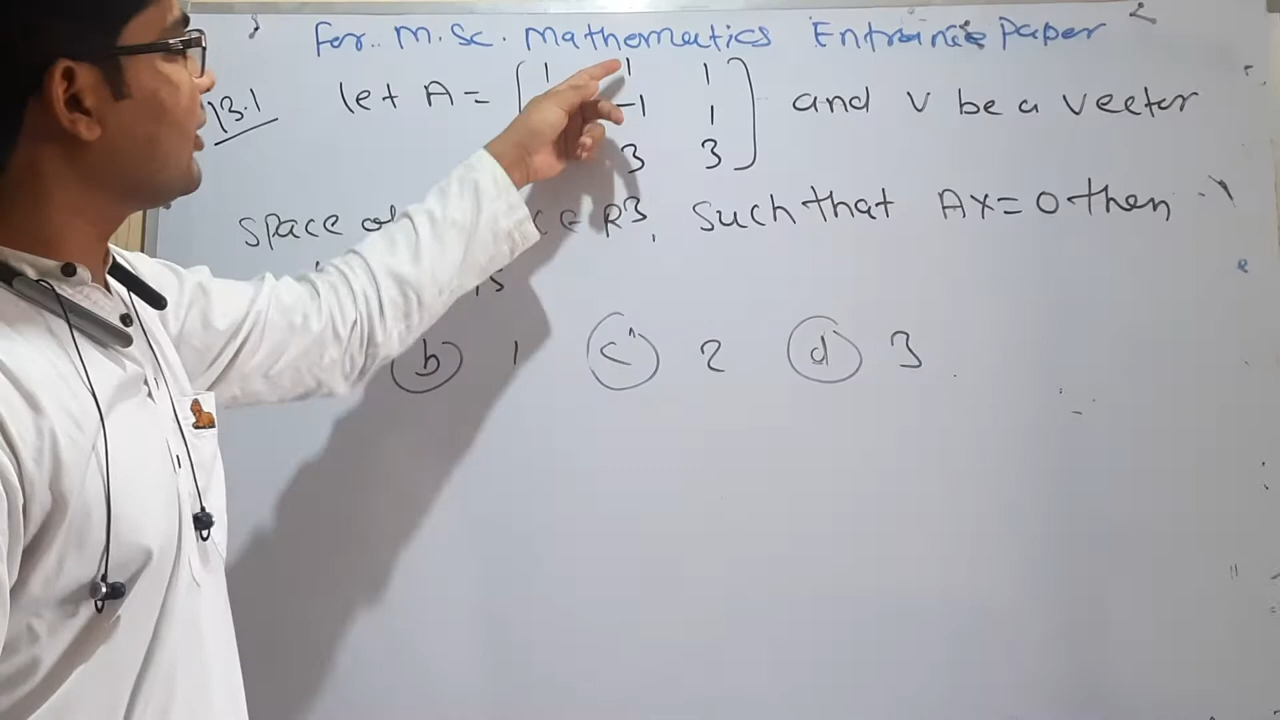 For.. M.Sc. Mathematics Entrance Paper
13.1 let A = [ 1 1 1 ] and V be a vector
-1 1
3 3
space of R³, such that AX=0 then
is
(b) 1 (c) 2 (d) 3